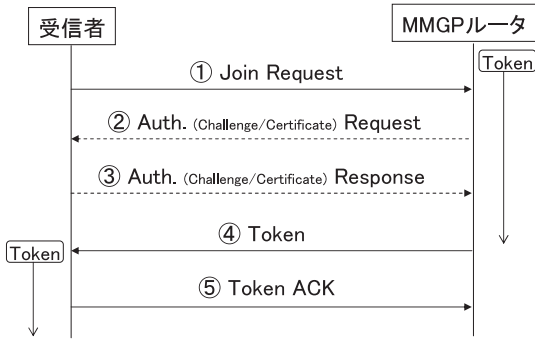 受信者
MMGPルータ
Token
① Join Request
② Auth. (Challenge/Certificate) Request
③ Auth. (Challenge/Certificate) Response
④ Token
Token
⑤ Token ACK